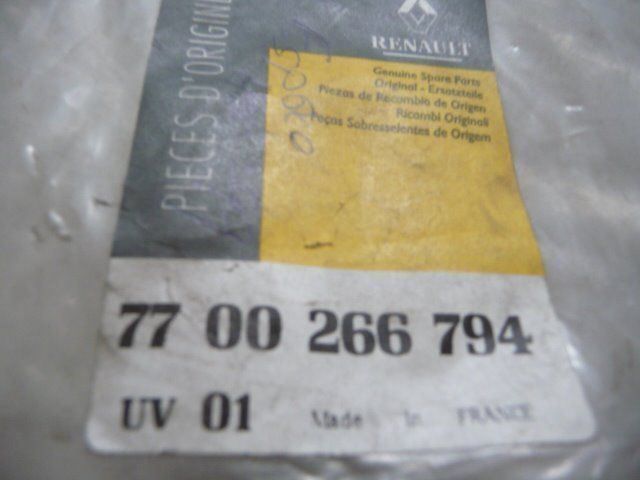 PIECES D'ORIGINE
RENAULT
Genuine Spare Parts
Original - Ersatzteile
Piezas de Recambio de Origen
Ricambi Originali
Peças Sobresselentes de Origem
77 00 266 794
UV 01 Made in FRANCE